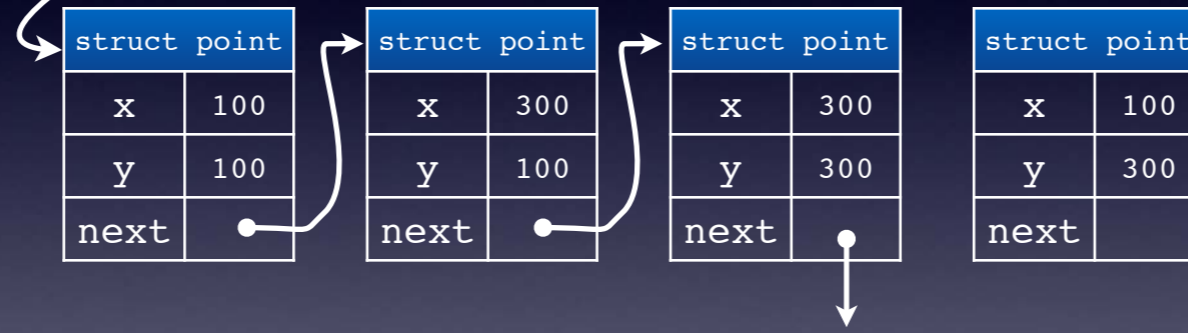 struct point struct point struct point struct point
x 100 x 300 x 300 x 100
y 100 y 100 y 300 y 300
next next next next